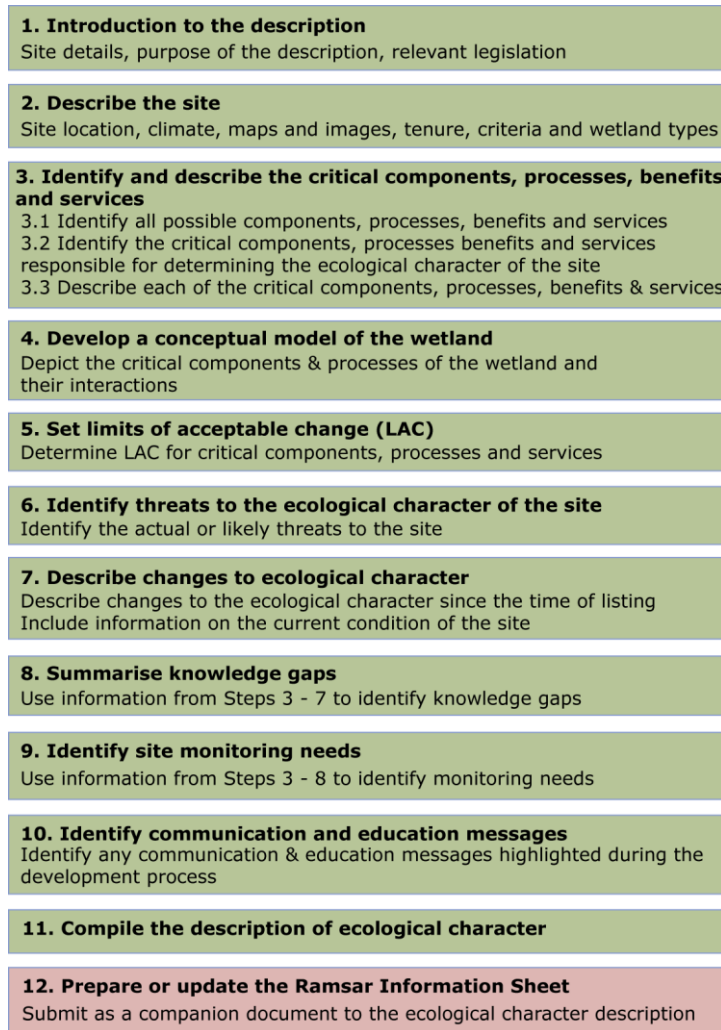 1. Introduction to the description
Site details, purpose of the description, relevant legislation
2. Describe the site
Site location, climate, maps and images, tenure, criteria and wetland types
3. Identify and describe the critical components, processes, benefits
and services
3.1 Identify all possible components, processes, benefits and services
3.2 Identify the critical components, processes benefits and services
responsible for determining the ecological character of the site
3.3 Describe each of the critical components, processes, benefits & services
4. Develop a conceptual model of the wetland
Depict the critical components & processes of the wetland and
their interactions
5. Set limits of acceptable change (LAC)
Determine LAC for critical components, processes and services
6. Identify threats to the ecological character of the site
Identify the actual or likely threats to the site
7. Describe changes to ecological character
Describe changes to the ecological character since the time of listing
Include information on the current condition of the site
8. Summarise knowledge gaps
Use information from Steps 3 - 7 to identify knowledge gaps
9. Identify site monitoring needs
Use information from Steps 3 - 8 to identify monitoring needs
10. Identify communication and education messages
Identify any communication & education messages highlighted during the
development process
11. Compile the description of ecological character
12. Prepare or update the Ramsar Information Sheet
Submit as a companion document to the ecological character description